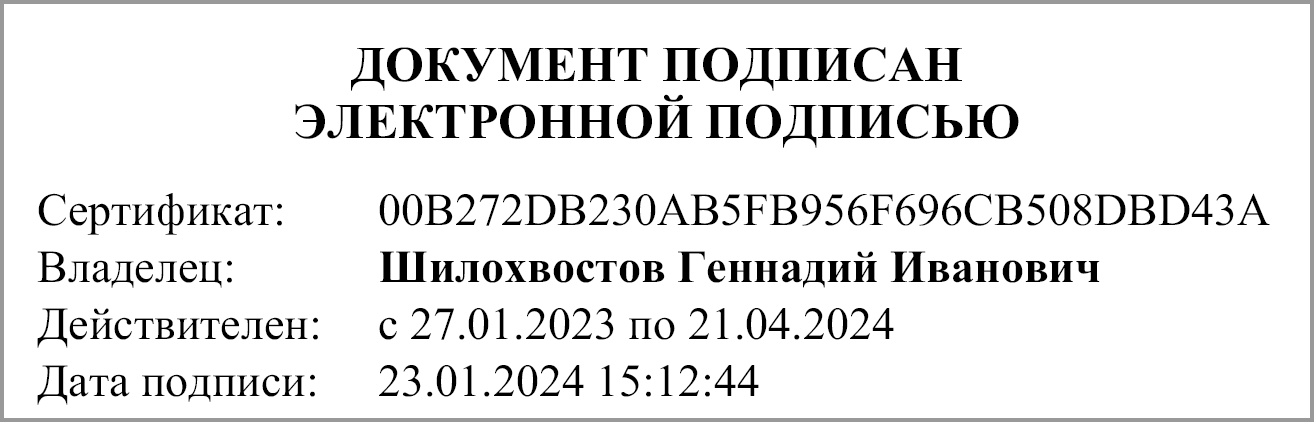 ДОКУМЕНТ ПОДПИСАН
ЭЛЕКТРОННОЙ ПОДПИСЬЮ
Сертификат: 00B272DB230AB5FB956F696CB508DBD43A
Владелец: Шилохвостов Геннадий Иванович
Действителен: с 27.01.2023 по 21.04.2024
Дата подписи: 23.01.2024 15:12:44